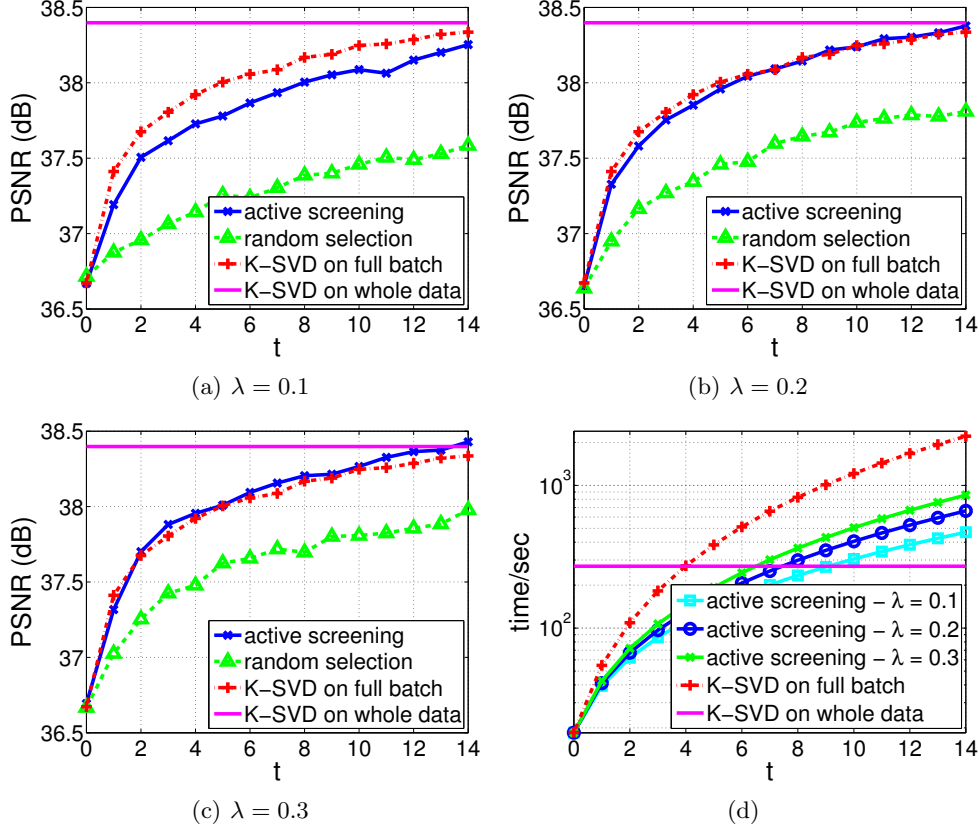 38.5
38
37.5
37
36.5
PSNR (dB)
active screening
random selection
K−SVD on full batch
K−SVD on whole data
0 2 4 6 8 10 12 14
t
(a) λ = 0.1
38.5
38
37.5
37
36.5
PSNR (dB)
active screening
random selection
K−SVD on full batch
K−SVD on whole data
0 2 4 6 8 10 12 14
t
(b) λ = 0.2
38.5
38
37.5
37
36.5
PSNR (dB)
active screening
random selection
K−SVD on full batch
K−SVD on whole data
0 2 4 6 8 10 12 14
t
(c) λ = 0.3
10³
10²
time/sec
active screening − λ = 0.1
active screening − λ = 0.2
active screening − λ = 0.3
K−SVD on full batch
K−SVD on whole data
0 2 4 6 8 10 12 14
t
(d)